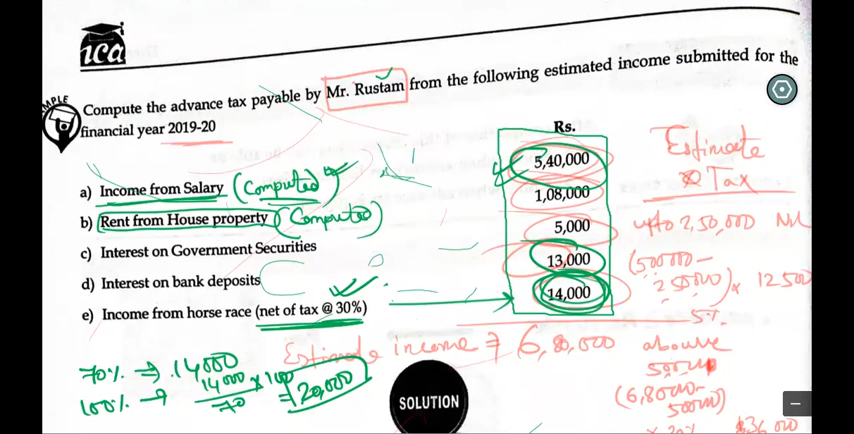 ica
Compute the advance tax payable by Mr. Rustam from the following estimated income submitted for the
financial year 2019-20
Rs.
a) Income from Salary (Computed) 5,40,000
b) Rent from House property (Computed) 1,08,000
c) Interest on Government Securities 5,000
d) Interest on bank deposits 13,000
e) Income from horse race (net of tax @ 30%) 14,000
Estimate
Tax
upto 2,50,000 Nil
(500000 -
250000) × 12500
5%
Estimate income ⇒ 6,80,000
above
(6,80000-
500000)
70% ⇒ 14000
100% → 14000 × 100
70
= 20,000
SOLUTION